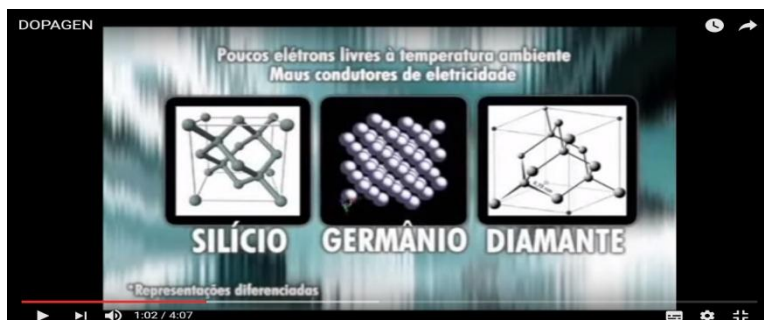 DOPAGEN
Poucos elétrons livres à temperatura ambiente
Maus condutores de eletricidade
SILÍCIO GERMÂNIO DIAMANTE
*Representações diferenciadas
1:02 / 4:07